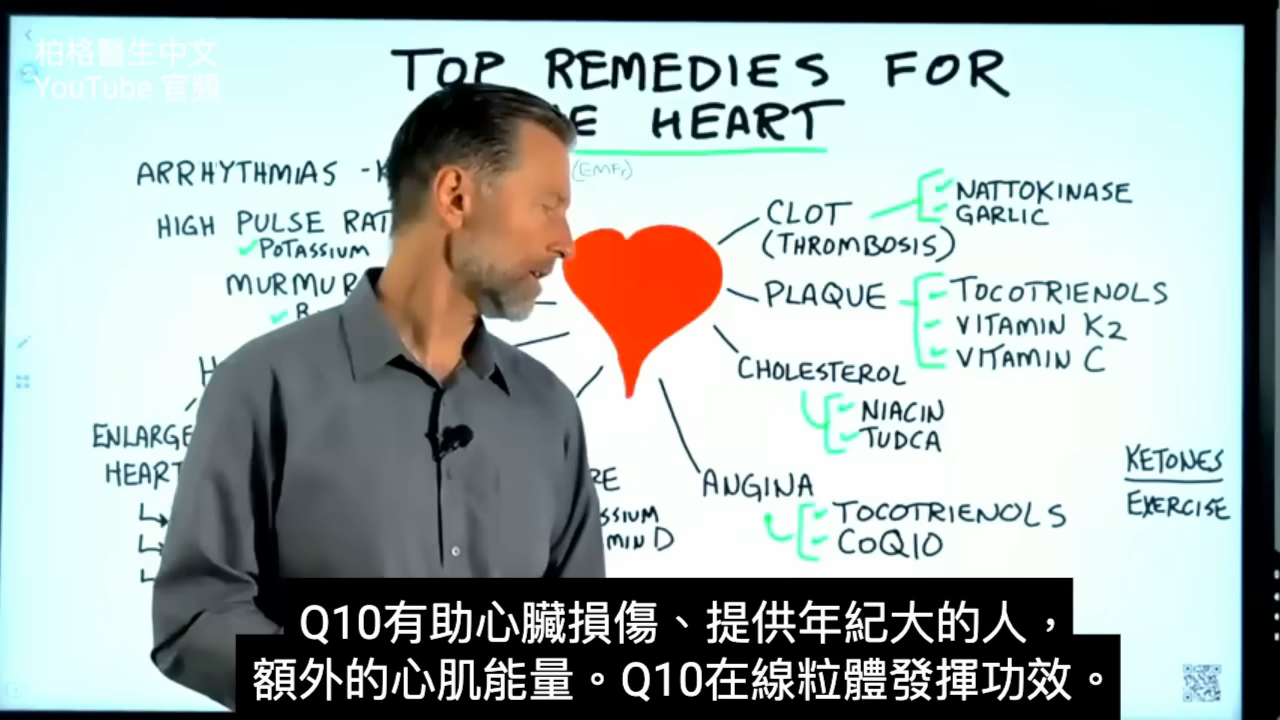 柏格醫生中文
YouTube 官頻
TOP REMEDIES FOR
HEART
ARRHYTHMIAS -
(EMFs)
HIGH PULSE
POTASSIUM
CLOT
(THROMBOSIS)
NATTOKINASE
GARLIC
PLAQUE
TOCOTRIENOLS
VITAMIN K2
VITAMIN C
CHOLESTEROL
NIACIN
TUDCA
HEART
ANGINA
TOCOTRIENOLS
CoQ10
D
KETONES
EXERCISE
Q10有助心臟損傷、提供年紀大的人，
額外的心肌能量。Q10在線粒體發揮功效。